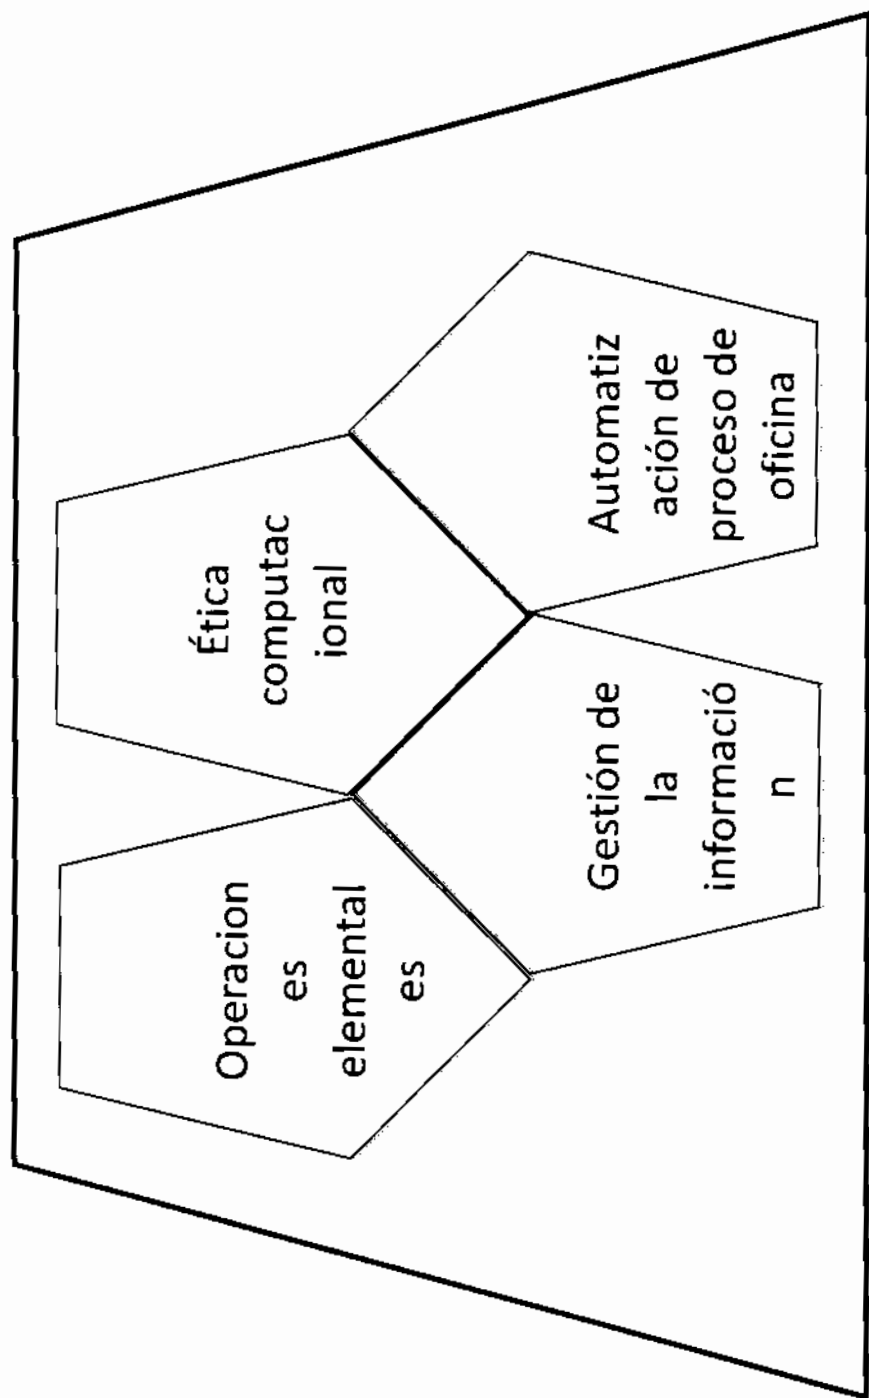 Operacion
es
elemental
es
Ética
computac
ional
Gestión de
la
informació
n
Automatiz
ación de
proceso de
oficina